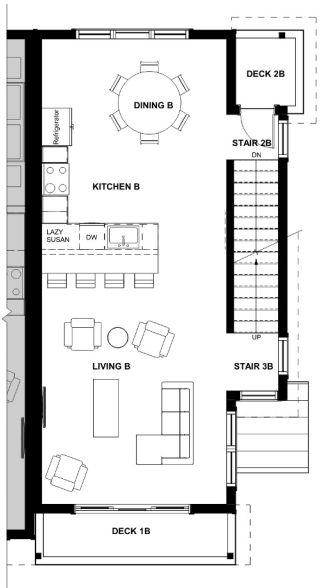 DECK 2B
DINING B
Refrigerator
STAIR 2B
DN
KITCHEN B
LAZY
SUSAN
DW
UP
LIVING B
STAIR 3B
DECK 1B